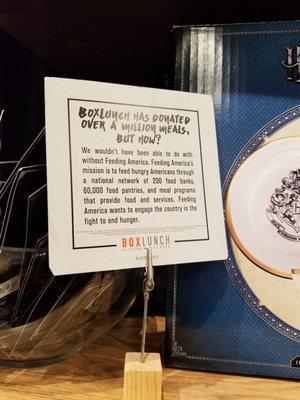 BOXLUNCH HAS DONATED
OVER A MILLION MEALS,
BUT HOW?
We wouldn't have been able to do with
without Feeding America. Feeding America's
mission is to feed hungry Americans through
a national network of 200 food banks,
60,000 food pantries, and meal programs
that provide food and services. Feeding
America wants to engage the country in the
fight to end hunger.
BOXLUNCH